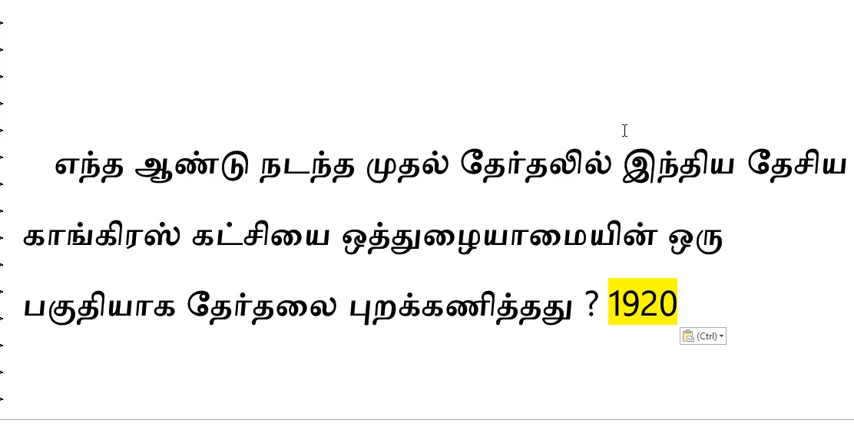 எந்த ஆண்டு நடந்த முதல் தேர்தலில் இந்திய தேசிய
காங்கிரஸ் கட்சியை ஒத்துழையாமையின் ஒரு
பகுதியாக தேர்தலை புறக்கணித்தது ? 1920
(Ctrl)